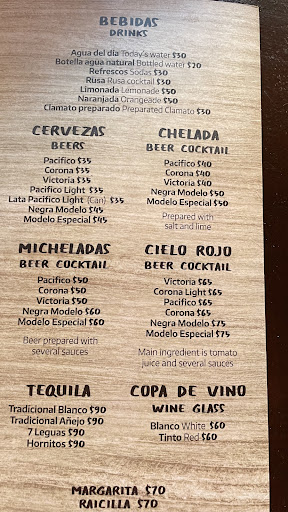 BEBIDAS
DRINKS
Agua del día Today's water $30
Botella agua natural Bottled water $20
Refrescos Sodas $30
Rusa Rusa cocktail $30
Limonada Lemonade $50
Naranjada Orangeade $50
Clamato preparado Preparated Clamato $50
CERVEZAS
BEERS
Pacifico $35
Corona $35
Victoria $35
Pacifico Light $35
Lata Pacifico Light (Can) $35
Negra Modelo $45
Modelo Especial $45
CHELADA
BEER COCKTAIL
Pacifico $40
Corona $40
Victoria $40
Negra Modelo $50
Modelo Especial $50
Prepared with
salt and lime
MICHELADAS
BEER COCKTAIL
Pacifico $50
Corona $50
Victoria $50
Negra Modelo $60
Modelo Especial $60
Beer prepared with
several sauces
CIELO ROJO
BEER COCKTAIL
Victoria $65
Corona Light $65
Pacifico $65
Corona $65
Negra Modelo $75
Modelo Especial $75
Main ingredient is tomato
juice and several sauces
TEQUILA
Tradicional Blanco $90
Tradicional Añejo $90
7 Leguas $90
Hornitos $90
COPA DE VINO
WINE GLASS
Blanco White $60
Tinto Red $60
MARGARITA $70
RAICILLA $70